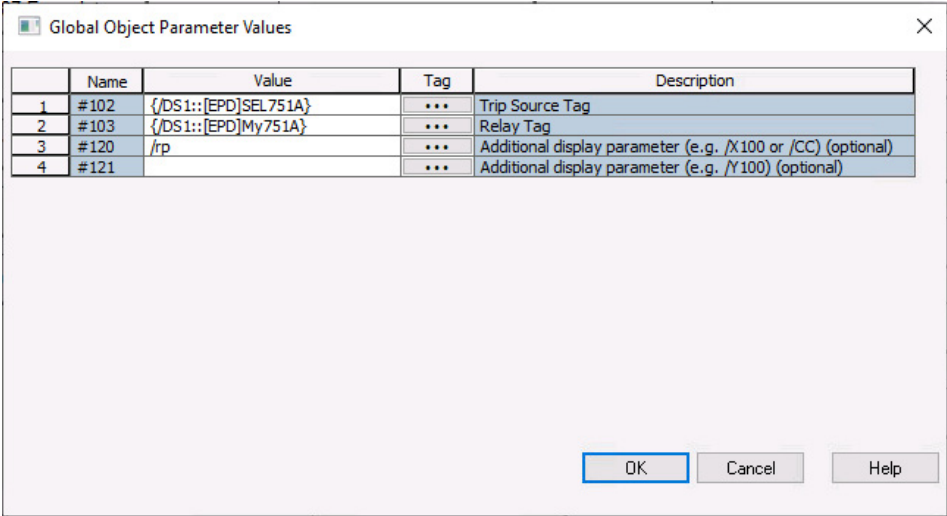 Global Object Parameter Values
Name Value Tag Description
1 #102 {/DS1::[EPD]SEL751A} ••• Trip Source Tag
2 #103 {/DS1::[EPD]My751A} ••• Relay Tag
3 #120 /rp ••• Additional display parameter (e.g. /X100 or /CC) (optional)
4 #121 ••• Additional display parameter (e.g. /Y100) (optional)
OK Cancel Help